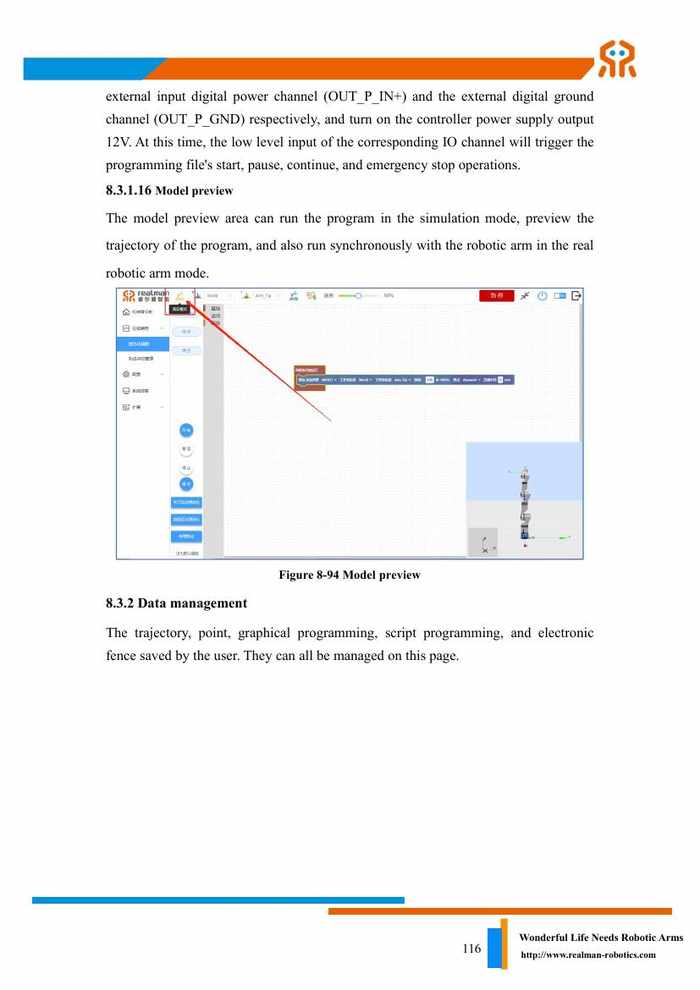 external input digital power channel (OUT_P_IN+) and the external digital ground
channel (OUT_P_GND) respectively, and turn on the controller power supply output
12V. At this time, the low level input of the corresponding IO channel will trigger the
programming file's start, pause, continue, and emergency stop operations.
8.3.1.16 Model preview
The model preview area can run the program in the simulation mode, preview the
trajectory of the program, and also run synchronously with the robotic arm in the real
robotic arm mode.
realman
Figure 8-94 Model preview
8.3.2 Data management
The trajectory, point, graphical programming, script programming, and electronic
fence saved by the user. They can all be managed on this page.
116
Wonderful Life Needs Robotic Arms
http://www.realman-robotics.com